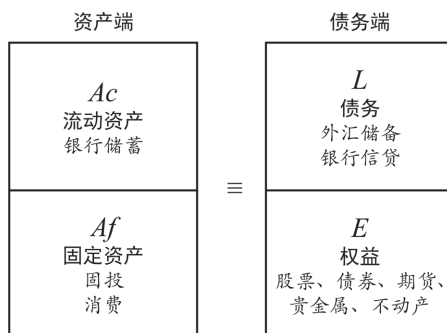 资产端
债务端
Ac
流动资产
银行储蓄
L
债务
外汇储备
银行信贷
≡
Af
固定资产
固投
消费
E
权益
股票、债券、期货、
贵金属、不动产